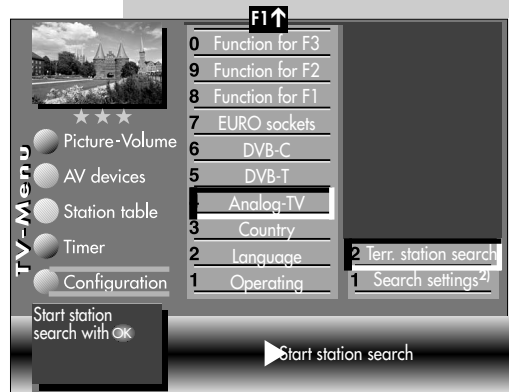 F1↑
TV-Menu
Picture-Volume
AV devices
Station table
Timer
Configuration
0 Function for F3
9 Function for F2
8 Function for F1
7 EURO sockets
6 DVB-C
5 DVB-T
Analog-TV
3 Country
2 Language
1 Operating
2 Terr. station search
1 Search settings2)
Start station
search with OK
Start station search